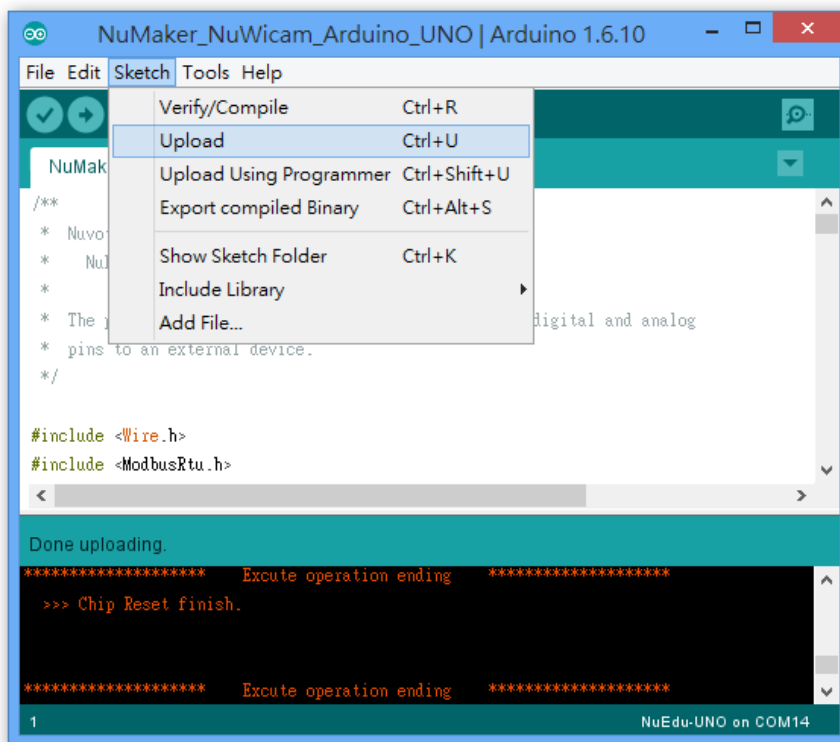 NuMaker_NuWicam_Arduino_UNO | Arduino 1.6.10
File Edit Sketch Tools Help
Verify/Compile Ctrl+R
Upload Ctrl+U
Upload Using Programmer Ctrl+Shift+U
Export compiled Binary Ctrl+Alt+S
Show Sketch Folder Ctrl+K
Include Library
Add File...
NuMak
/**
* Nuvo
*
* The digital and analog
* pins to an external device.
*/
#include <Wire.h>
#include <ModbusRtu.h>
Done uploading.
******************** Excute operation ending ********************
>>> Chip Reset finish.
******************** Excute operation ending ********************
1 NuEdu-UNO on COM14